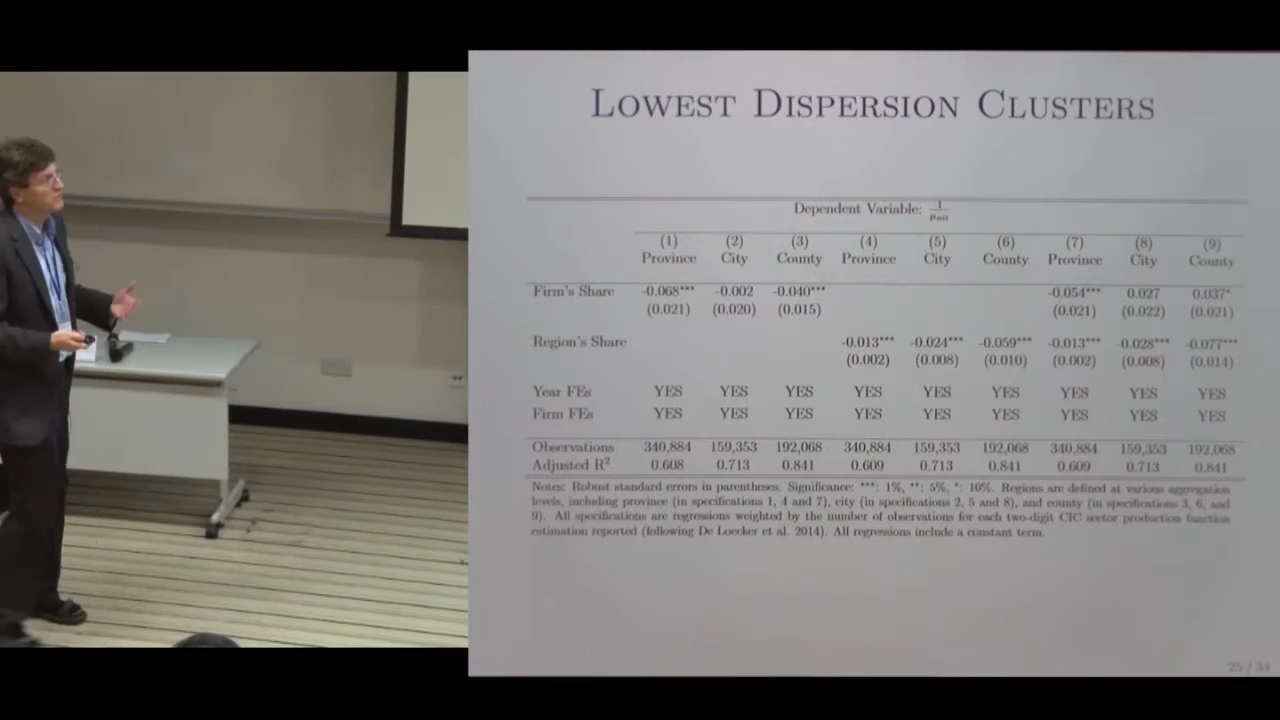 LOWEST DISPERSION CLUSTERS
Dependent Variable: 1
(1) (2) (3) (4) (5) (6) (7) (8) (9)
Province City County Province City County Province City County
Firm's Share -0.068*** -0.002 -0.040*** -0.054*** 0.027 0.037*
(0.021) (0.020) (0.015) (0.021) (0.022) (0.021)
Region's Share -0.013*** -0.024*** -0.059*** -0.013*** -0.028*** -0.077***
(0.002) (0.008) (0.010) (0.002) (0.008) (0.014)
Year FEs YES YES YES YES YES YES YES YES YES
Firm FEs YES YES YES YES YES YES YES YES YES
Observations 340,884 159,353 192,068 340,884 159,353 192,068 340,884 159,353 192,068
Adjusted R² 0.608 0.713 0.841 0.609 0.713 0.841 0.609 0.713 0.841
Notes: Robust standard errors in parentheses. Significance: ***: 1%, **: 5%, *: 10%. Regions are defined at various aggregation
levels, including province (in specifications 1, 4 and 7), city (in specifications 2, 5 and 8), and county (in specifications 3, 6, and
9). All specifications are regressions weighted by the number of observations for each two-digit CIC sector production function
estimation reported (following De Loecker et al. 2014). All regressions include a constant term.
25 / 34